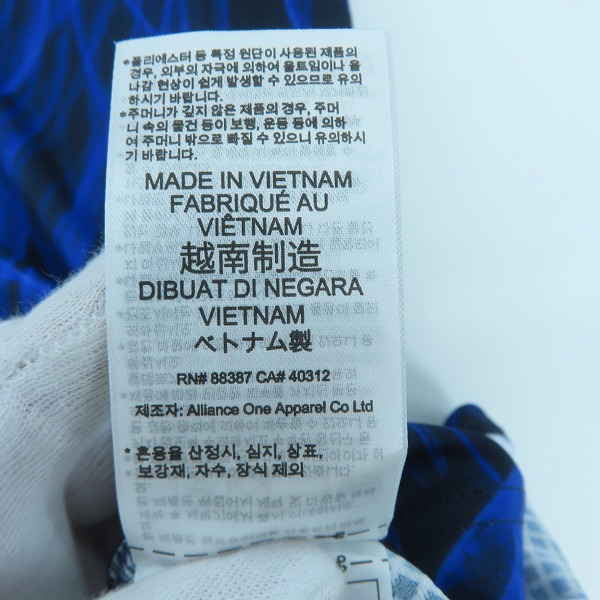 *폴리에스터 등 특정 원단이 사용된 제품의
경우, 외부의 자극에 의하여 올트임이나 올
나감 현상이 쉽게 발생할 수 있으므로 유의
하시기 바랍니다.
*주머니가 깊지 않은 제품의 경우, 주머
니 속의 물건 등이 보행, 운동 등에 의하
여 주머니 밖으로 빠질 수 있으니 유의하시
기 바랍니다.
MADE IN VIETNAM
FABRIQUÉ AU
VIÊTNAM
越南制造
DIBUAT DI NEGARA
VIETNAM
ベトナム製
RN# 88387 CA# 40312
제조자: Alliance One Apparel Co Ltd
* 혼용율 산정시, 심지, 상표,
보강재, 자수, 장식 제외